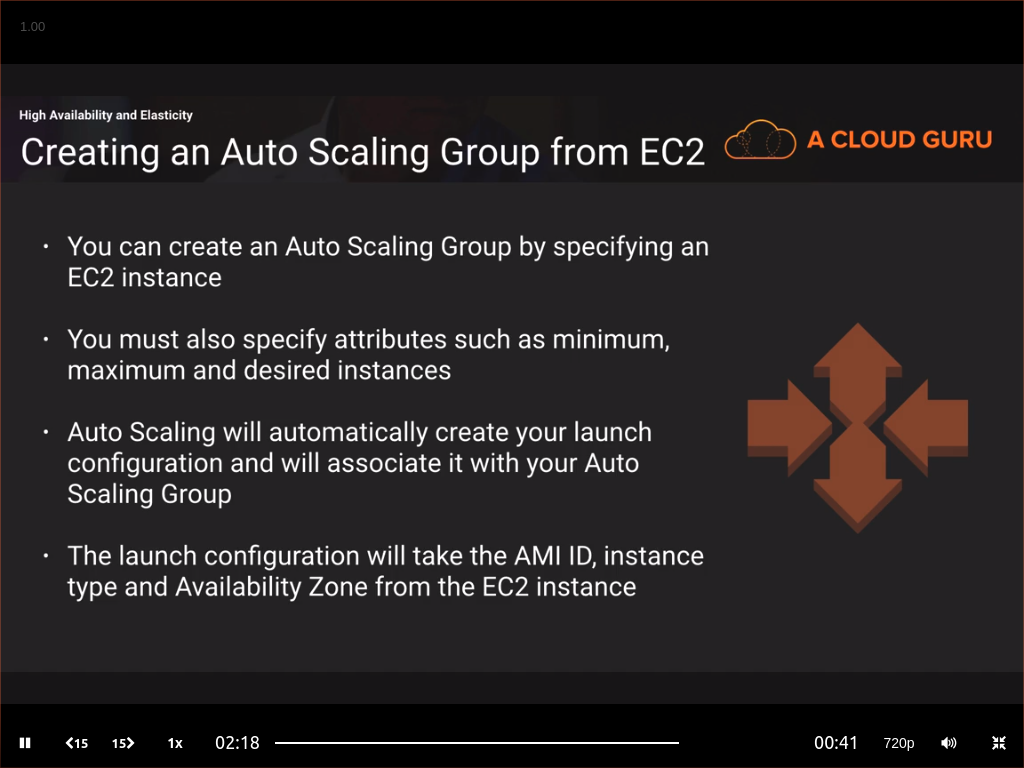 1.00
High Availability and Elasticity
Creating an Auto Scaling Group from EC2
A CLOUD GURU
· You can create an Auto Scaling Group by specifying an
EC2 instance
· You must also specify attributes such as minimum,
maximum and desired instances
· Auto Scaling will automatically create your launch
configuration and will associate it with your Auto
Scaling Group
· The launch configuration will take the AMI ID, instance
type and Availability Zone from the EC2 instance
15 15 1x 02:18 00:41 720p